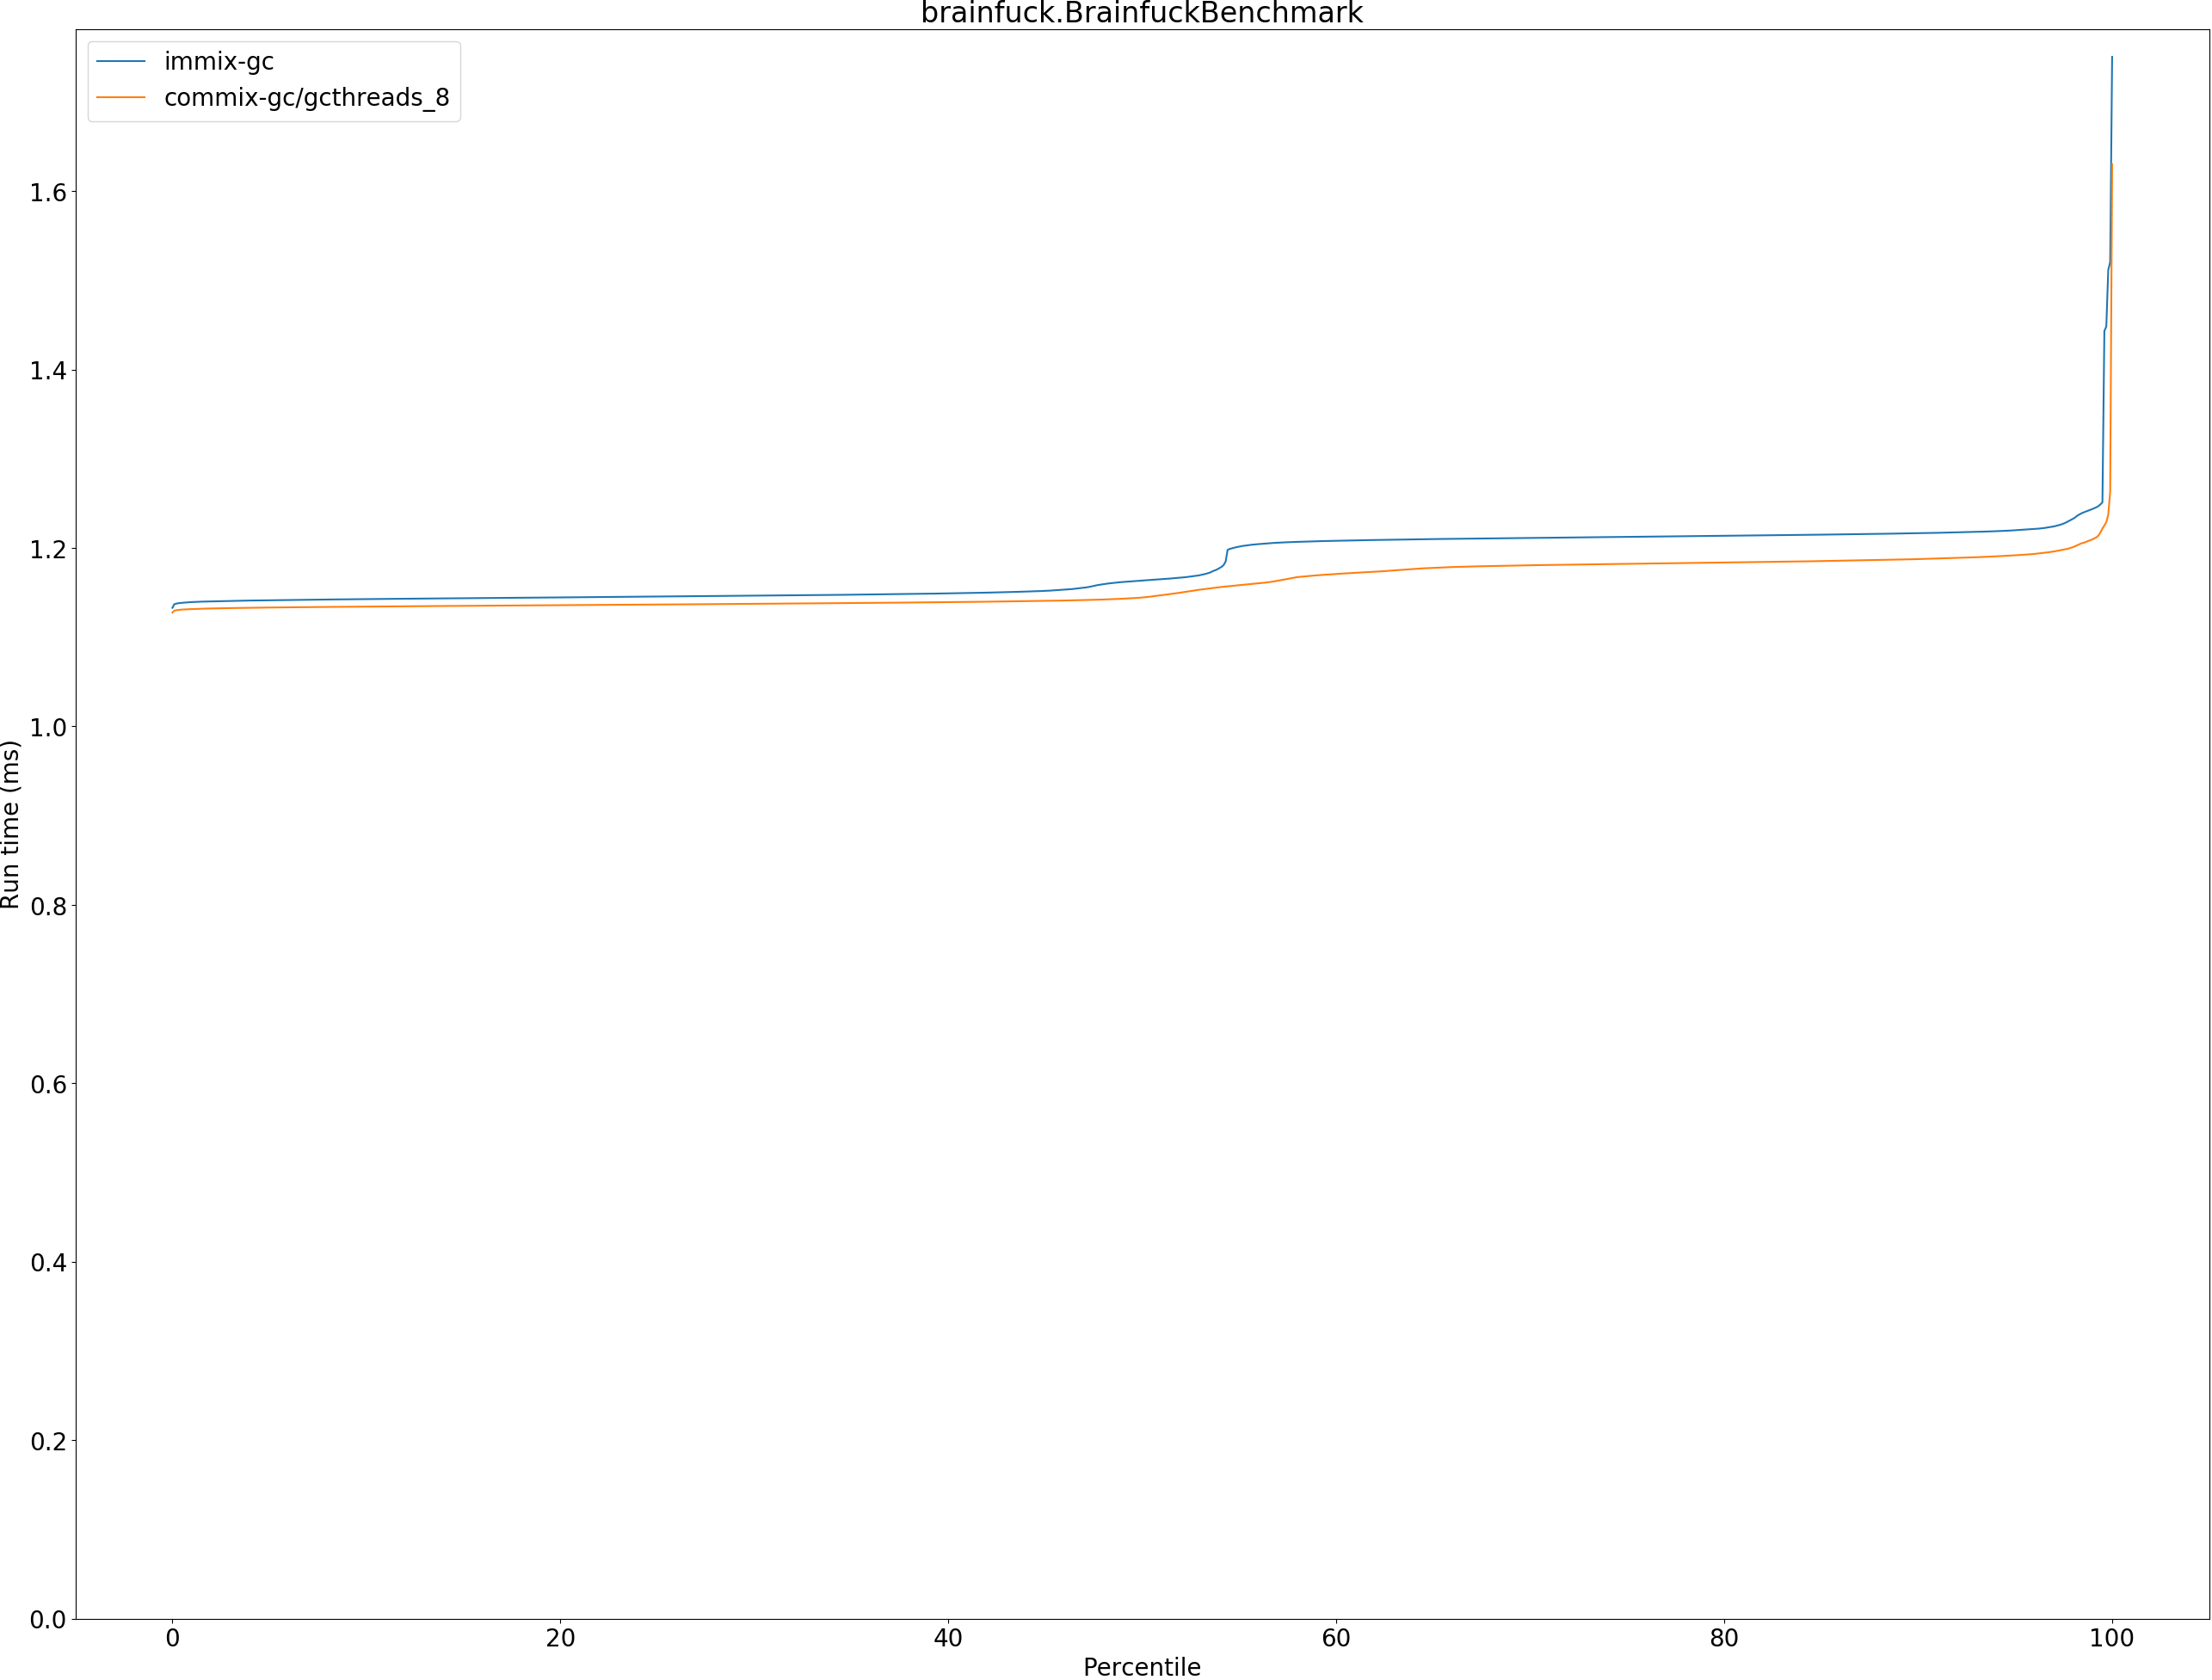 brainfuck.BrainfuckBenchmark
immix-gc
commix-gc/gcthreads_8
Run time (ms)
1.6
1.4
1.2
1.0
0.8
0.6
0.4
0.2
0.0
0 20 40 60 80 100
Percentile